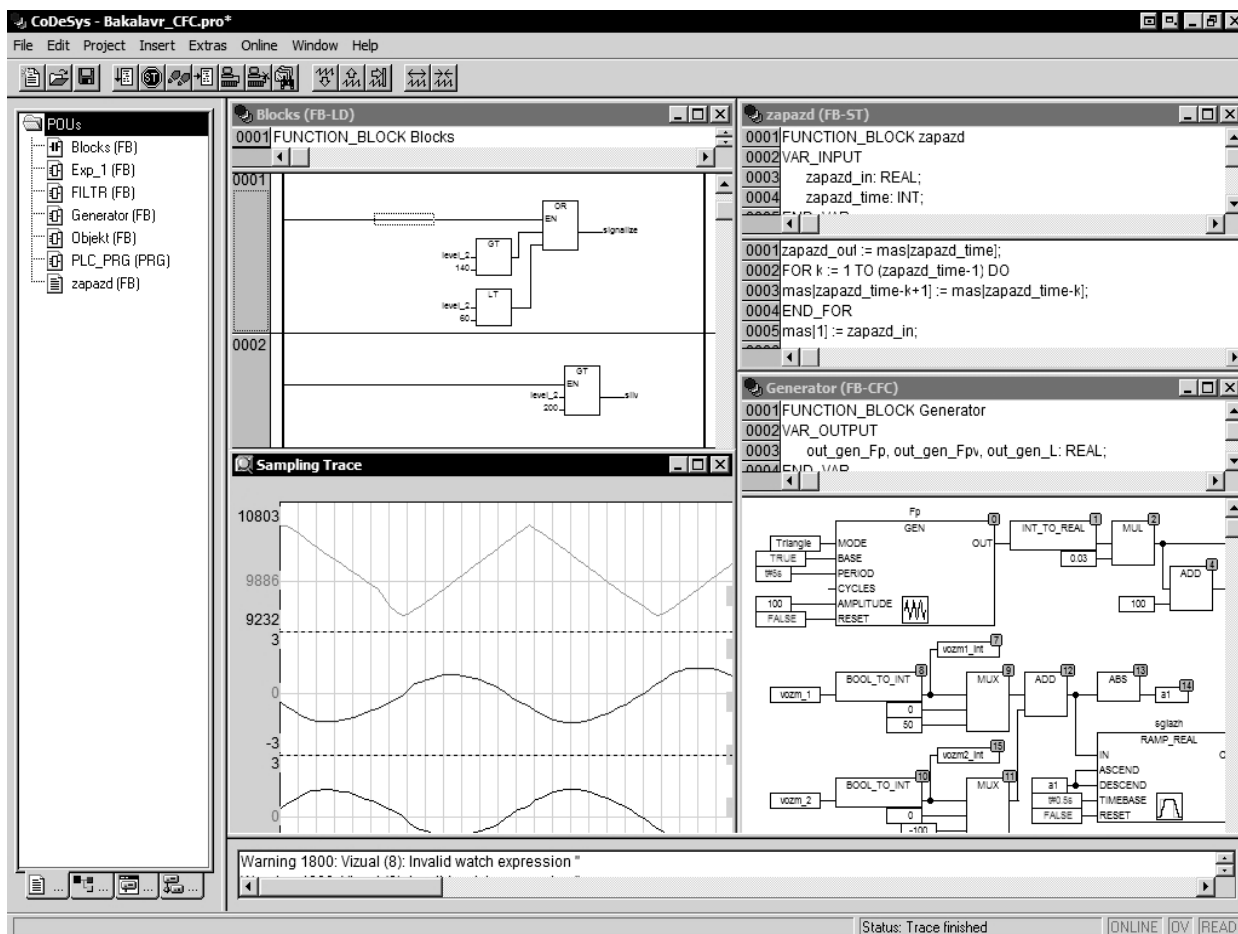 CoDeSys - Bakalavr_CFC.pro*
File Edit Project Insert Extras Online Window Help
POUs
Blocks (FB)
Exp_1 (FB)
FILTR (FB)
Generator (FB)
Objekt (FB)
PLC_PRG (PRG)
zapazd (FB)
Blocks (FB-LD)
0001 FUNCTION_BLOCK Blocks
0001
OR
EN
signalize
GT
level_2
140
LT
level_2
60
0002
GT
EN
level_2
200
sliv
Sampling Trace
10803
9886
9232
3
0
-3
3
0
zapazd (FB-ST)
0001 FUNCTION_BLOCK zapazd
0002 VAR_INPUT
0003 zapazd_in: REAL;
0004 zapazd_time: INT;
0005 END_VAR
0001 zapazd_out := mas[zapazd_time];
0002 FOR k := 1 TO (zapazd_time-1) DO
0003 mas[zapazd_time-k+1] := mas[zapazd_time-k];
0004 END_FOR
0005 mas[1] := zapazd_in;
Generator (FB-CFC)
0001 FUNCTION_BLOCK Generator
0002 VAR_OUTPUT
0003 out_gen_Fp, out_gen_Fpv, out_gen_L: REAL;
0004 END_VAR
Fp
GEN 0
INT_TO_REAL 1
MUL 2
Triangle MODE OUT
TRUE BASE
0.03
t#6s PERIOD
ADD 4
CYCLES
100 AMPLITUDE
100
FALSE RESET
vozm1_int 7
BOOL_TO_INT 8
MUX 9
ADD 12
ABS 13
vozm_1
a1 14
0
50
sglazh
RAMP_REAL
vozm2_int 15
IN
BOOL_TO_INT 10
MUX 11
ASCEND
a1 DESCEND
vozm_2
t#0.5s TIMEBASE
0
FALSE RESET
-100
Warning 1800: Vizual (8): Invalid watch expression "
Status: Trace finished
ONLINE OV READ